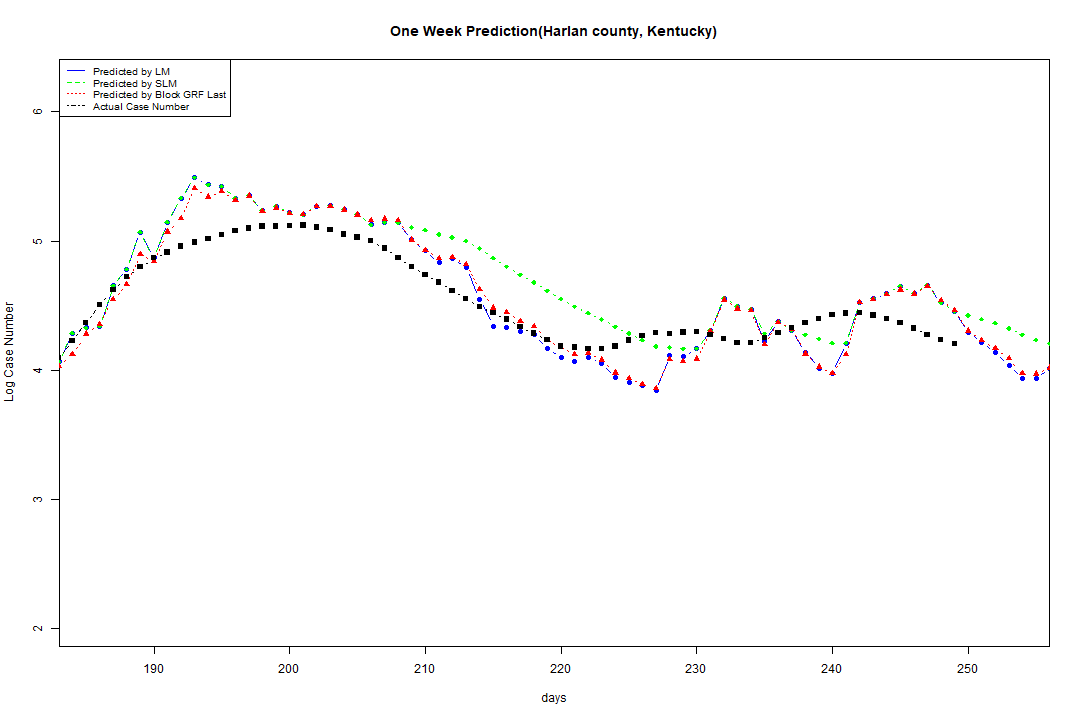 One Week Prediction(Harlan county, Kentucky)
Predicted by LM
Predicted by SLM
Predicted by Block GRF Last
Actual Case Number
6
5
4
3
2
Log Case Number
190 200 210 220 230 240 250
days